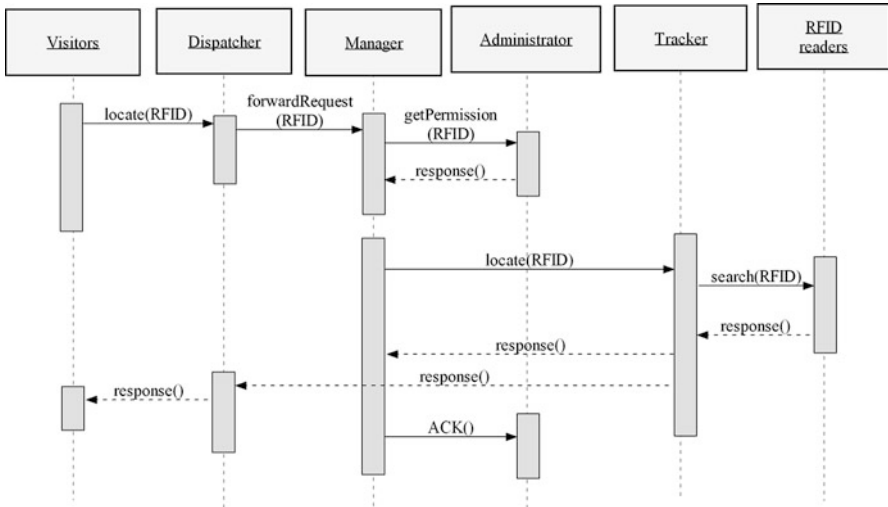 Visitors
Dispatcher
Manager
Administrator
Tracker
RFID
readers
locate(RFID)
forwardRequest
(RFID)
getPermission
(RFID)
response()
locate(RFID)
search(RFID)
response()
response()
response()
response()
ACK()